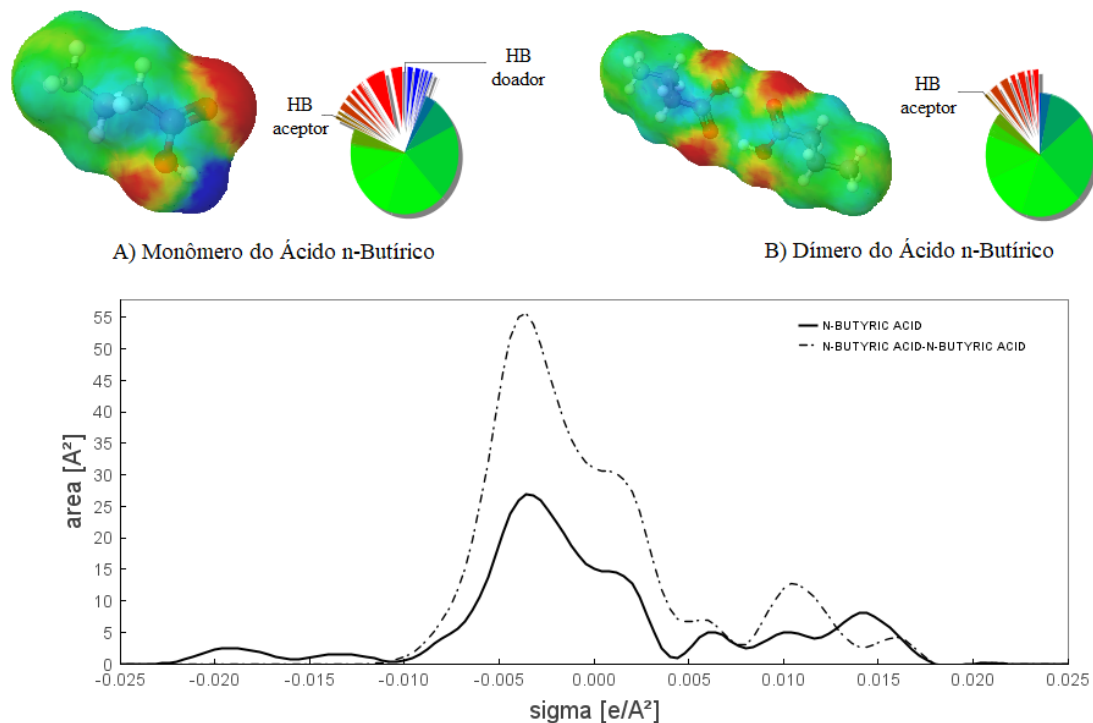 HB
doador
HB
aceptor
HB
aceptor
A) Monômero do Ácido n-Butírico
B) Dímero do Ácido n-Butírico
55
50
45
40
35
30
25
20
15
10
5
0
area [A²]
N-BUTYRIC ACID
N-BUTYRIC ACID-N-BUTYRIC ACID
-0.025 -0.020 -0.015 -0.010 -0.005 0.000 0.005 0.010 0.015 0.020 0.025
sigma [e/A²]